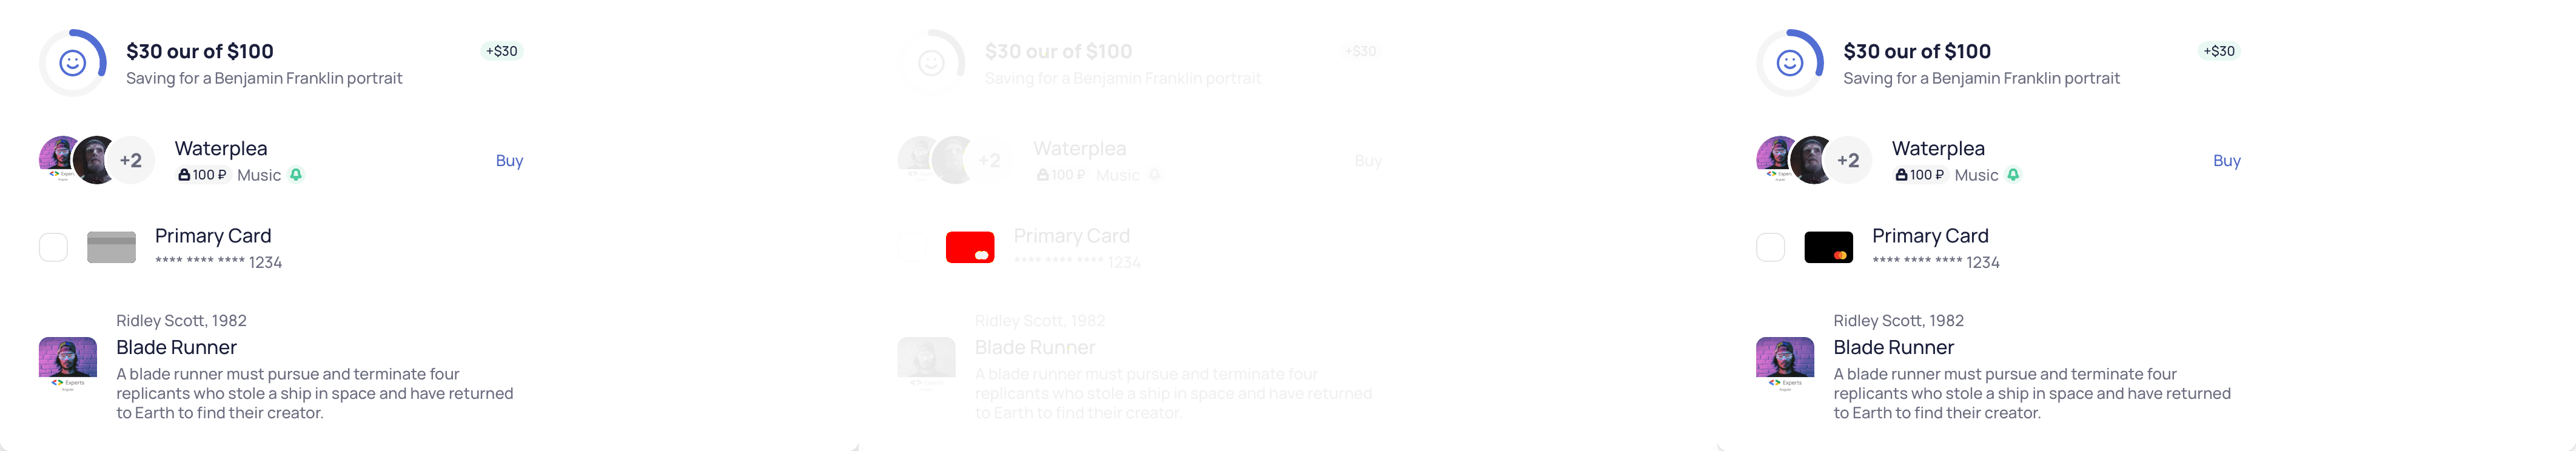 $30 our of $100
+$30
Saving for a Benjamin Franklin portrait
Waterplea
+2
Buy
100 ₽ Music
Experts
Primary Card
**** **** **** 1234
Ridley Scott, 1982
Blade Runner
A blade runner must pursue and terminate four
replicants who stole a ship in space and have returned
to Earth to find their creator.
Experts
Angular
$30 our of $100
+$30
Saving for a Benjamin Franklin portrait
Waterplea
+2
Buy
100 ₽ Music
Primary Card
**** **** **** 1234
Ridley Scott, 1982
Blade Runner
A blade runner must pursue and terminate four
replicants who stole a ship in space and have returned
to Earth to find their creator.
$30 our of $100
+$30
Saving for a Benjamin Franklin portrait
Waterplea
+2
Buy
100 ₽ Music
Primary Card
**** **** **** 1234
Ridley Scott, 1982
Blade Runner
A blade runner must pursue and terminate four
replicants who stole a ship in space and have returned
to Earth to find their creator.
Experts
Angular